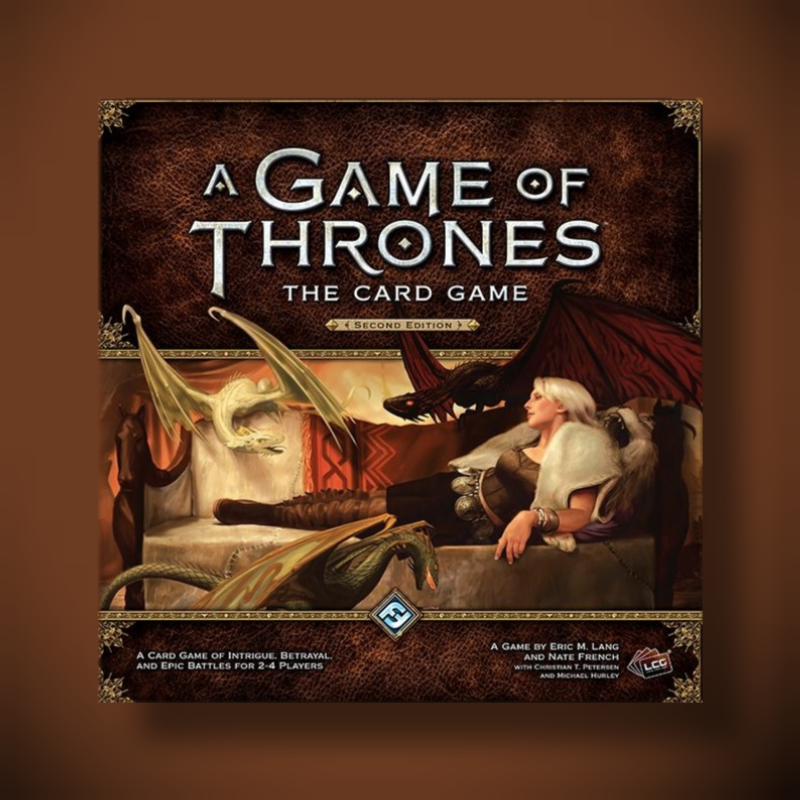 A GAME OF
THRONES™
THE CARD GAME
SECOND EDITION
A CARD GAME OF INTRIGUE, BETRAYAL,
AND EPIC BATTLES FOR 2-4 PLAYERS
A GAME BY ERIC M. LANG
AND NATE FRENCH
WITH CHRISTIAN T. PETERSEN
AND MICHAEL HURLEY
LCG